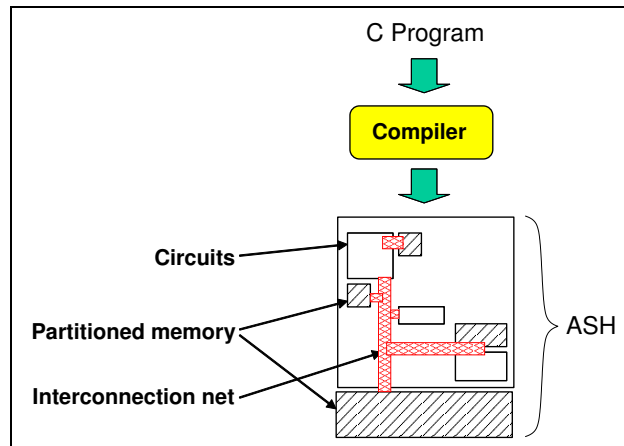 C Program
Compiler
Circuits
Partitioned memory
ASH
Interconnection net